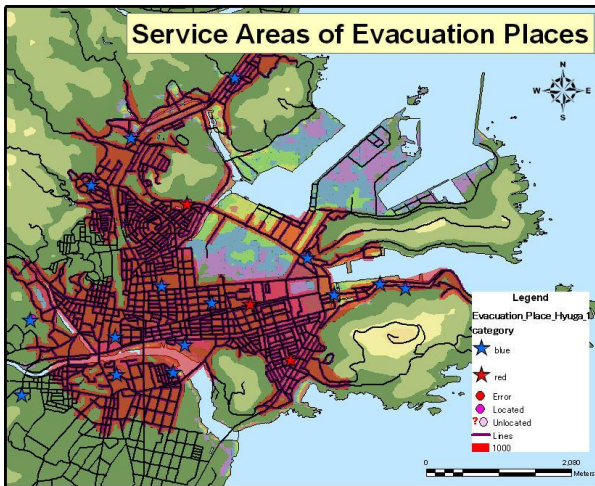 Service Areas of Evacuation Places
N
W E
S
Legend
Evacuation_Place_Hyuga_1
category
blue
red
Error
Located
? Unlocated
Lines
1000
0 2,080
Meters